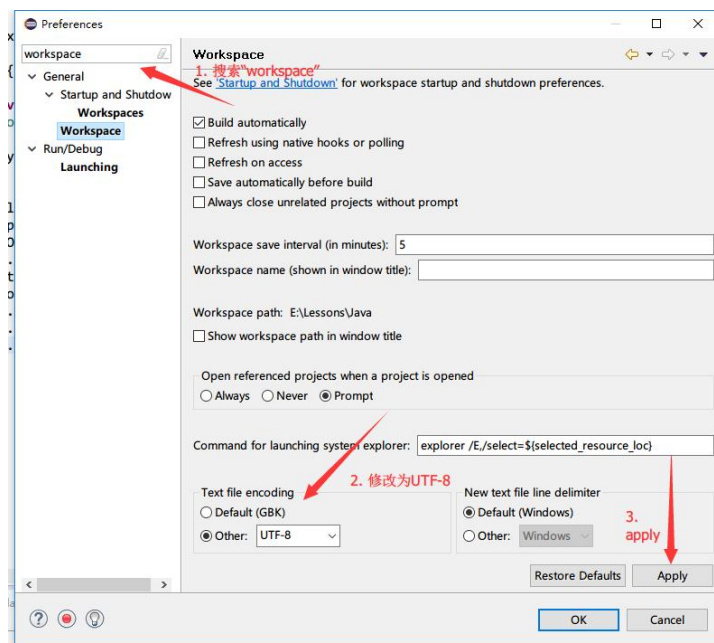 Preferences
workspace
Workspace
1. 搜索“workspace”
See 'Startup and Shutdown' for workspace startup and shutdown preferences.
General
Startup and Shutdow
Workspaces
Workspace
Run/Debug
Launching
Build automatically
Refresh using native hooks or polling
Refresh on access
Save automatically before build
Always close unrelated projects without prompt
Workspace save interval (in minutes): 5
Workspace name (shown in window title):
Workspace path: E:\Lessons\Java
Show workspace path in window title
Open referenced projects when a project is opened
Always Never Prompt
Command for launching system explorer: explorer /E,/select=${selected_resource_loc}
2. 修改为UTF-8
Text file encoding
Default (GBK)
Other: UTF-8
New text file line delimiter
Default (Windows)
Other: Windows
3.
apply
Restore Defaults Apply
OK Cancel